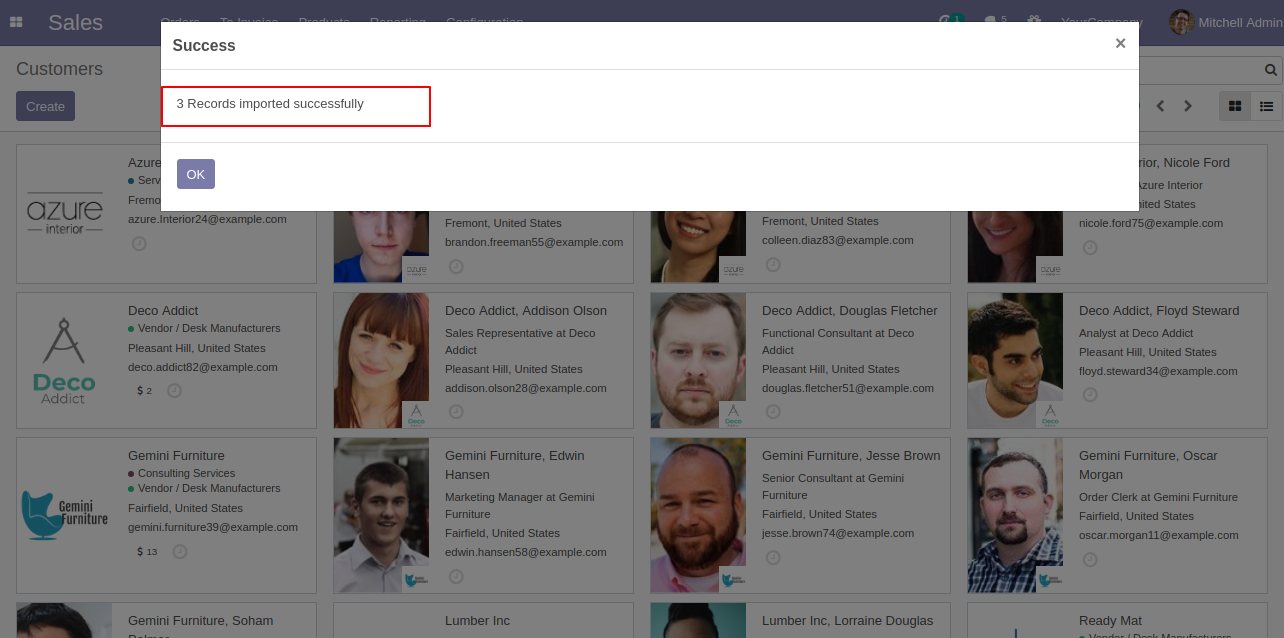 Sales
Orders To Invoice Products Reporting Configuration
1
5
YourCompany
Mitchell Admin
Success
×
3 Records imported successfully
OK
Customers
Create
azure
interior
Azure
Fremo
azure.Interior24@example.com
Fremont, United States
brandon.freeman55@example.com
azure
Fremont, United States
colleen.diaz83@example.com
azure
rior, Nicole Ford
Azure Interior
nited States
nicole.ford75@example.com
azure
Deco
Addict
Deco Addict
Vendor / Desk Manufacturers
Pleasant Hill, United States
deco.addict82@example.com
$ 2
Deco Addict, Addison Olson
Sales Representative at Deco
Addict
Pleasant Hill, United States
addison.olson28@example.com
Deco
Deco Addict, Douglas Fletcher
Functional Consultant at Deco
Addict
Pleasant Hill, United States
douglas.fletcher51@example.com
Deco
Deco Addict, Floyd Steward
Analyst at Deco Addict
Pleasant Hill, United States
floyd.steward34@example.com
Deco
Gemini
Furniture
Gemini Furniture
Consulting Services
Vendor / Desk Manufacturers
Fairfield, United States
gemini.furniture39@example.com
$ 13
Gemini Furniture, Edwin
Hansen
Marketing Manager at Gemini
Furniture
Fairfield, United States
edwin.hansen58@example.com
Gemini Furniture, Jesse Brown
Senior Consultant at Gemini
Furniture
Fairfield, United States
jesse.brown74@example.com
Gemini Furniture, Oscar
Morgan
Order Clerk at Gemini Furniture
Fairfield, United States
oscar.morgan11@example.com
Gemini Furniture, Soham
Palmer
Lumber Inc
Lumber Inc, Lorraine Douglas
Ready Mat
Vendor / Desk Manufacturers